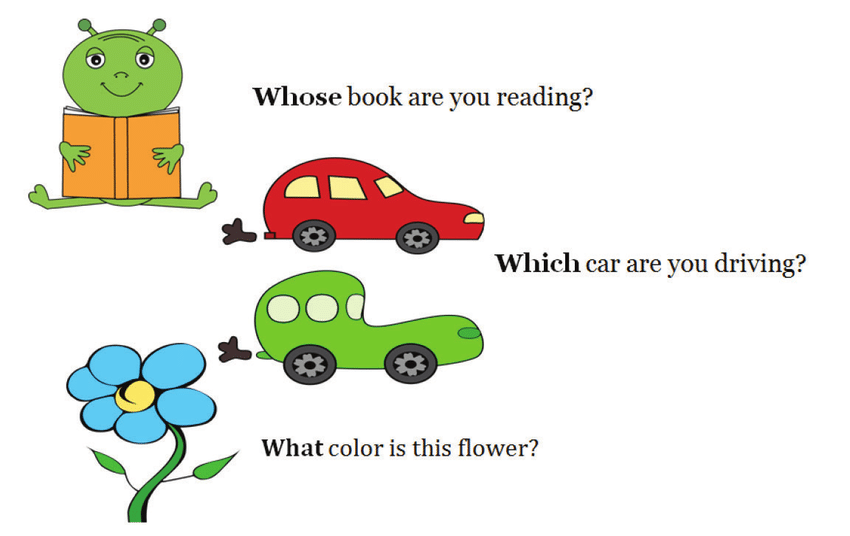 Whose book are you reading?
Which car are you driving?
What color is this flower?